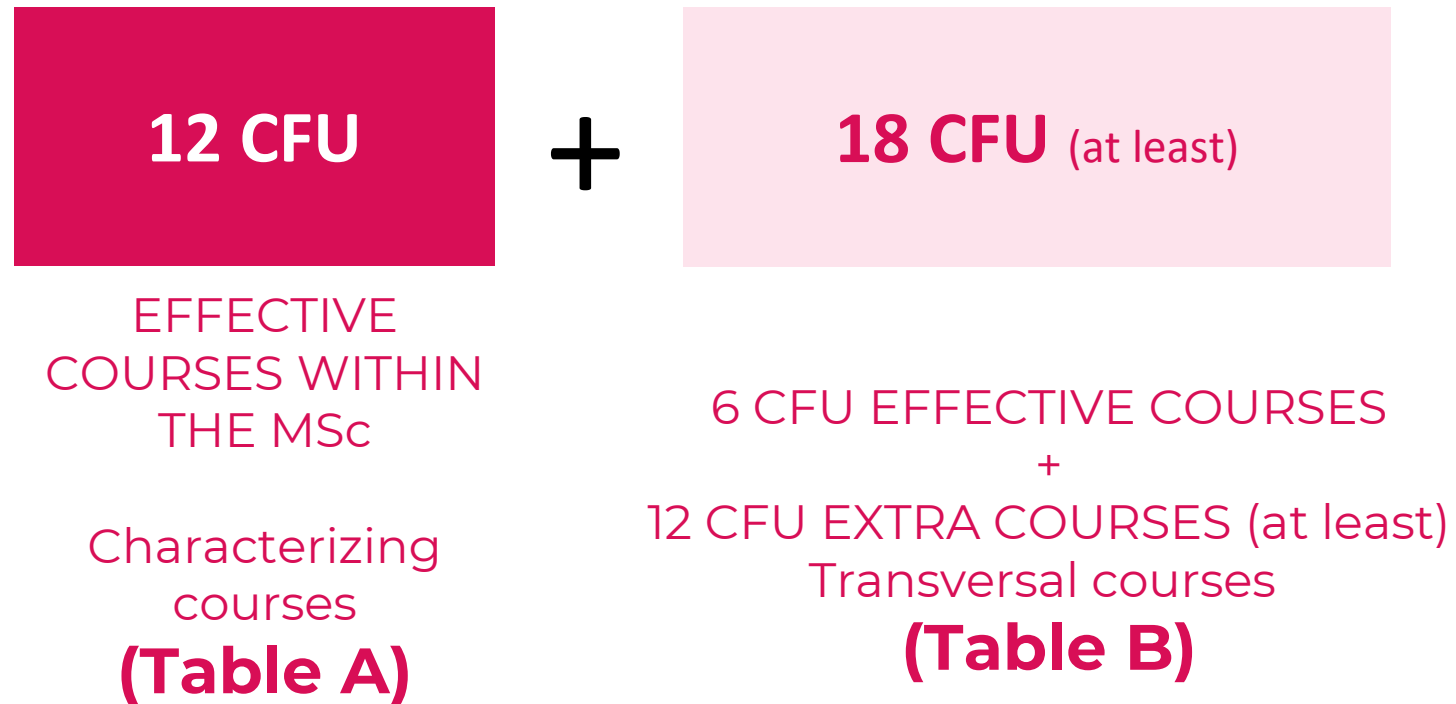 12 CFU
+
18 CFU (at least)
EFFECTIVE
COURSES WITHIN
THE MSc
Characterizing
courses
(Table A)
6 CFU EFFECTIVE COURSES
+
12 CFU EXTRA COURSES (at least)
Transversal courses
(Table B)